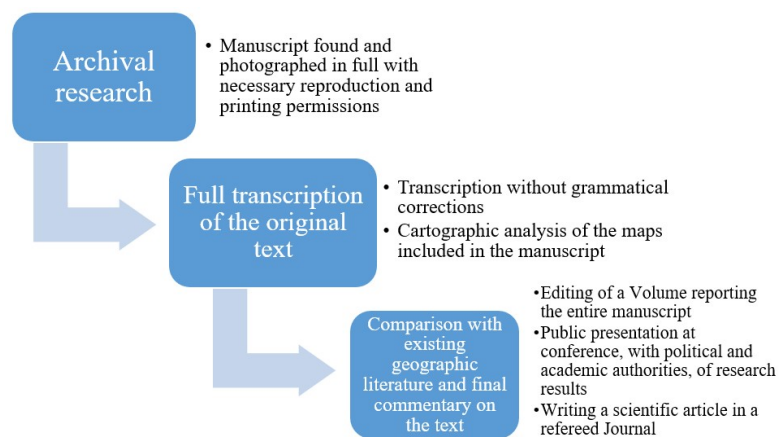 Archival
research
• Manuscript found and
photographed in full with
necessary reproduction and
printing permissions
Full transcription
of the original
text
• Transcription without grammatical
corrections
• Cartographic analysis of the maps
included in the manuscript
Comparison with
existing
geographic
literature and final
commentary on
the text
•Editing of a Volume reporting
the entire manuscript
•Public presentation at
conference, with political and
academic authorities, of research
results
•Writing a scientific article in a
refereed Journal